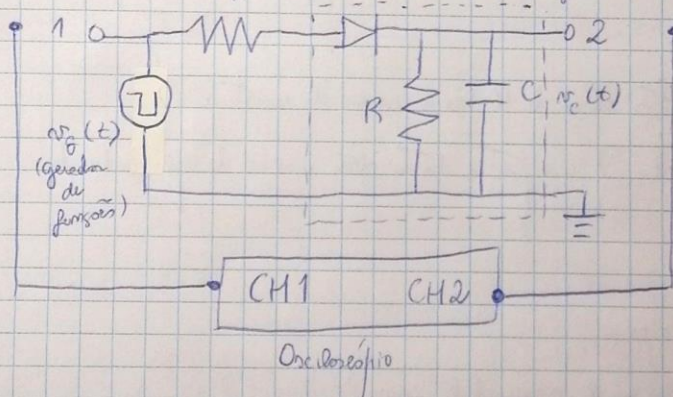 1
2
R
C
v_c(t)
v_g(t)
(gerador
de
funções)
CH1
CH2
Osciloscópio